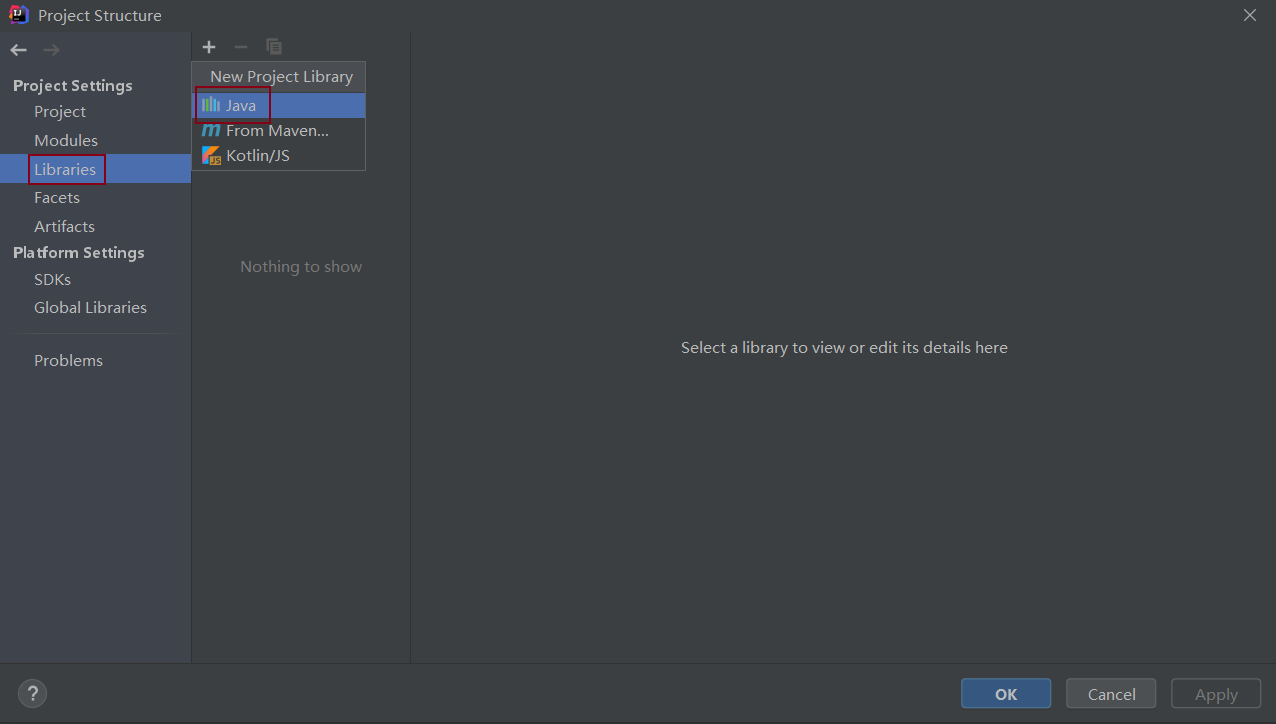 Project Structure
Project Settings
Project
Modules
Libraries
Facets
Artifacts
Platform Settings
SDKs
Global Libraries
Problems
New Project Library
Java
From Maven...
Kotlin/JS
Nothing to show
Select a library to view or edit its details here
?
OK
Cancel
Apply